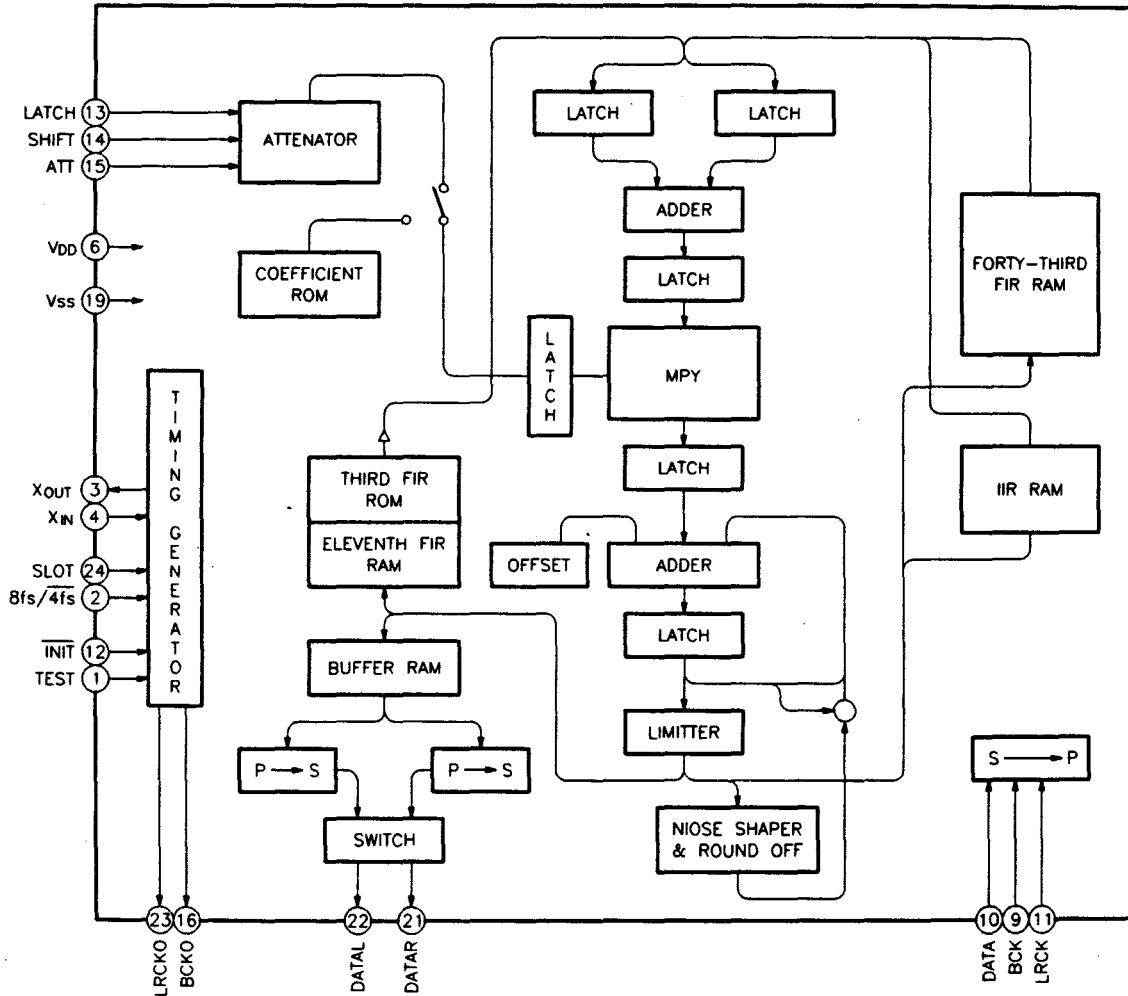 LATCH 13
SHIFT 14
ATT 15
VDD 6
VSS 19
XOUT 3
XIN 4
SLOT 24
8fs/4fs 2
INIT 12
TEST 1
ATTENATOR
COEFFICIENT
ROM
TIMING GENERATOR
LATCH
LATCH
ADDER
LATCH
LATCH
MPY
LATCH
FORTY-THIRD
FIR RAM
THIRD FIR
ROM
ELEVENTH FIR
RAM
OFFSET
ADDER
IIR RAM
LATCH
BUFFER RAM
LIMITTER
P → S
P → S
S → P
SWITCH
NIOSE SHAPER
& ROUND OFF
23
16
22
21
10
9
11
LRCKO
BCKO
DATAL
DATAR
DATA
BCK
LRCK